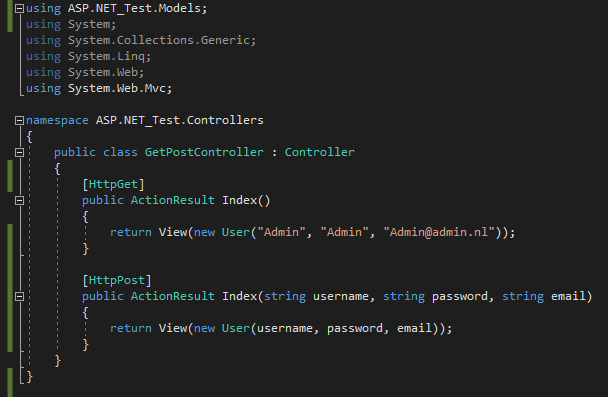 using ASP.NET_Test.Models;
using System;
using System.Collections.Generic;
using System.Linq;
using System.Web;
using System.Web.Mvc;
namespace ASP.NET_Test.Controllers
{
public class GetPostController : Controller
{
[HttpGet]
public ActionResult Index()
{
return View(new User("Admin", "Admin", "Admin@admin.nl"));
}
[HttpPost]
public ActionResult Index(string username, string password, string email)
{
return View(new User(username, password, email));
}
}
}